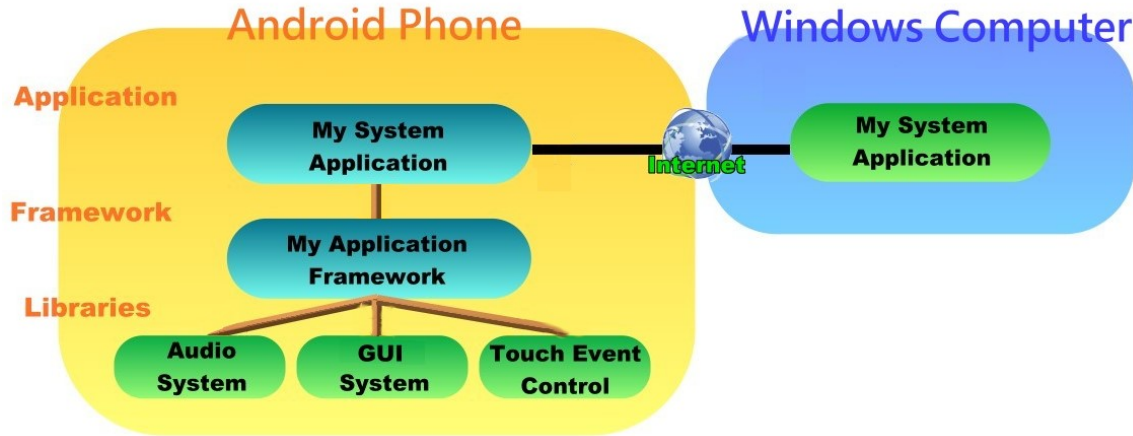 Android Phone
Windows Computer
Application
My System
Application
Internet
My System
Application
Framework
My Application
Framework
Libraries
Audio
System
GUI
System
Touch Event
Control